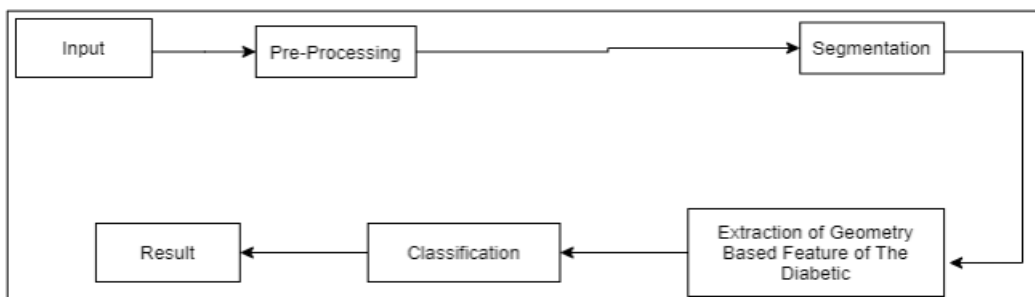 Input
Pre-Processing
Segmentation
Extraction of Geometry
Based Feature of The
Diabetic
Classification
Result